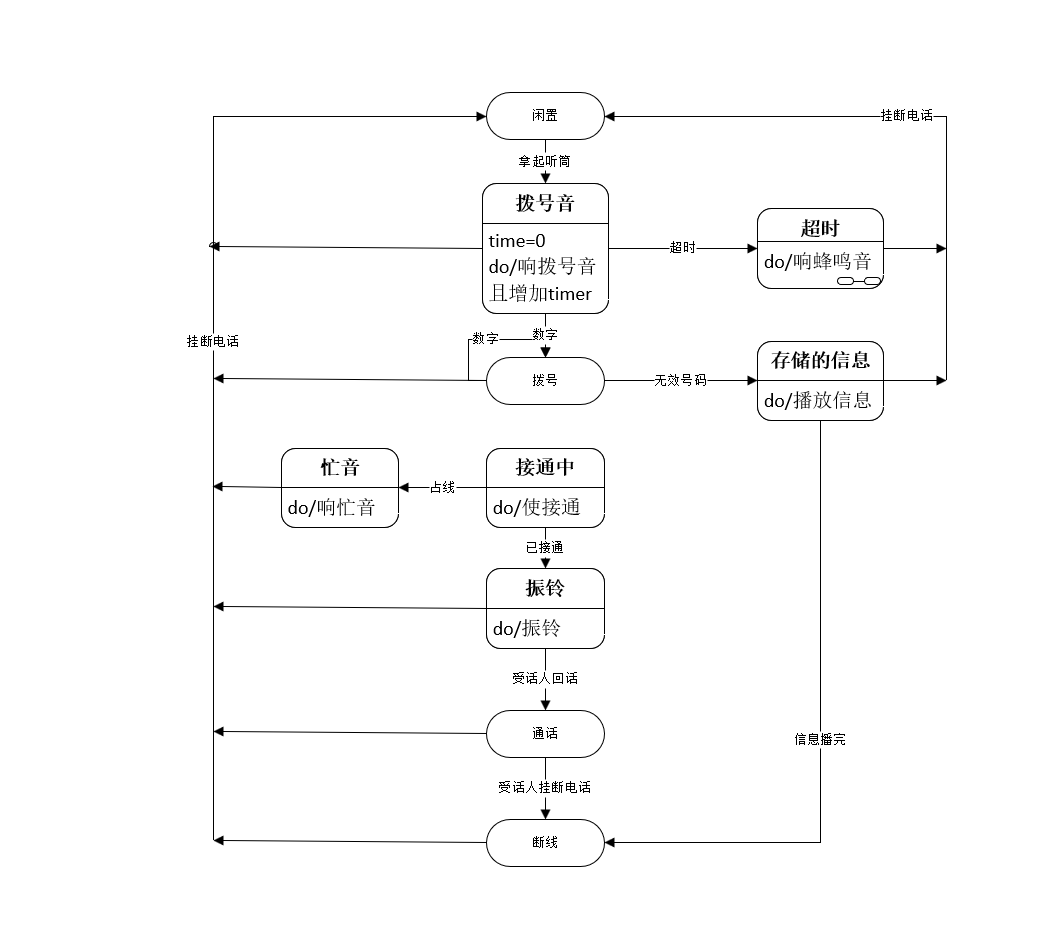 闲置
挂断电话
拿起听筒
拨号音
time=0
do/响拨号音
且增加timer
超时
超时
do/响蜂鸣音
数字
数字
挂断电话
拨号
无效号码
存储的信息
do/播放信息
忙音
do/响忙音
占线
接通中
do/使接通
已接通
振铃
do/振铃
受话人回话
通话
信息播完
受话人挂断电话
断线